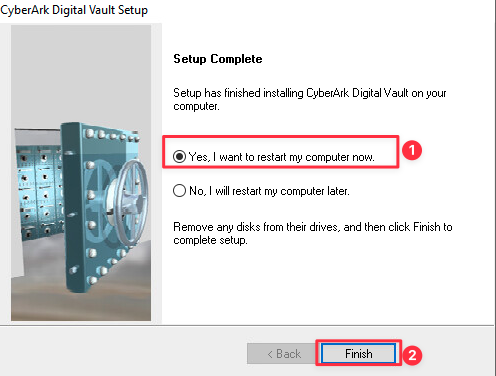 CyberArk Digital Vault Setup
Setup Complete
Setup has finished installing CyberArk Digital Vault on your
computer.
Yes, I want to restart my computer now.
1
No, I will restart my computer later.
Remove any disks from their drives, and then click Finish to
complete setup.
< Back
Finish
2